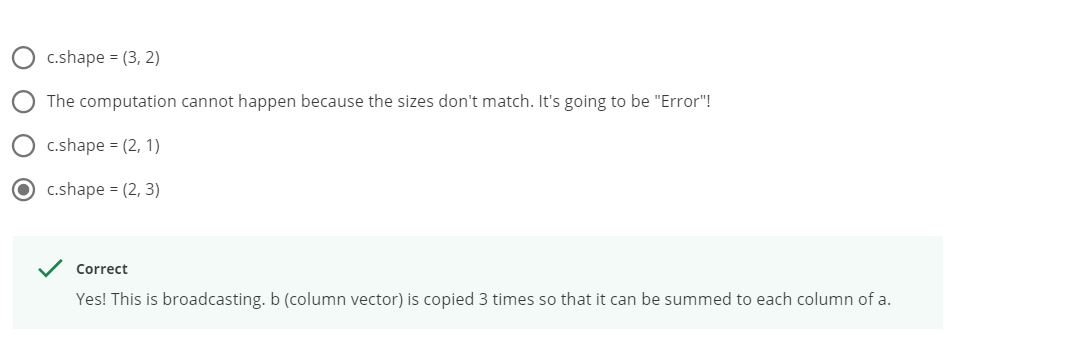 c.shape = (3, 2)
The computation cannot happen because the sizes don't match. It's going to be "Error"!
c.shape = (2, 1)
c.shape = (2, 3)
Correct
Yes! This is broadcasting. b (column vector) is copied 3 times so that it can be summed to each column of a.